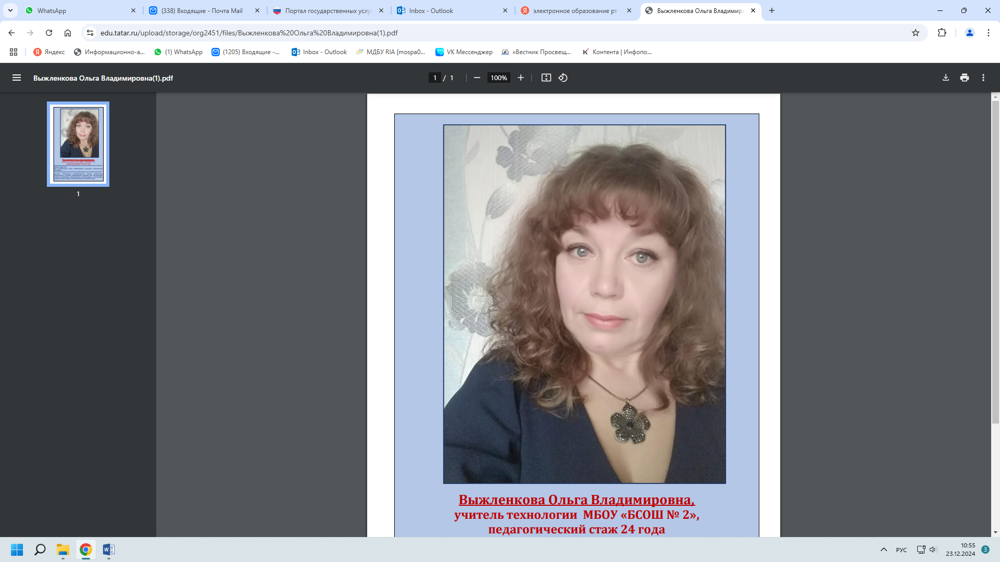 WhatsApp
(338) Входящие - Почта Mail
Портал государственных услу
Inbox - Outlook
электронное образование рт -
Выжленкова Ольга Владимиро
edu.tatar.ru/upload/storage/org2451/files/Выжленкова%20Ольга%20Владимировна(1).pdf
Яндекс
Информационно-а...
(1) WhatsApp
(1205) Входящие -...
Inbox - Outlook
МДБУ RIA [mospa0...
VK Мессенджер
«Вестник Просвещ...
Контента | Инфопо...
Выжленкова Ольга Владимировна(1).pdf
1 / 1
100%
1
Выжленкова Ольга Владимировна,
учитель технологии МБОУ «БСОШ № 2»,
педагогический стаж 24 года
РУС
10:55
23.12.2024
3